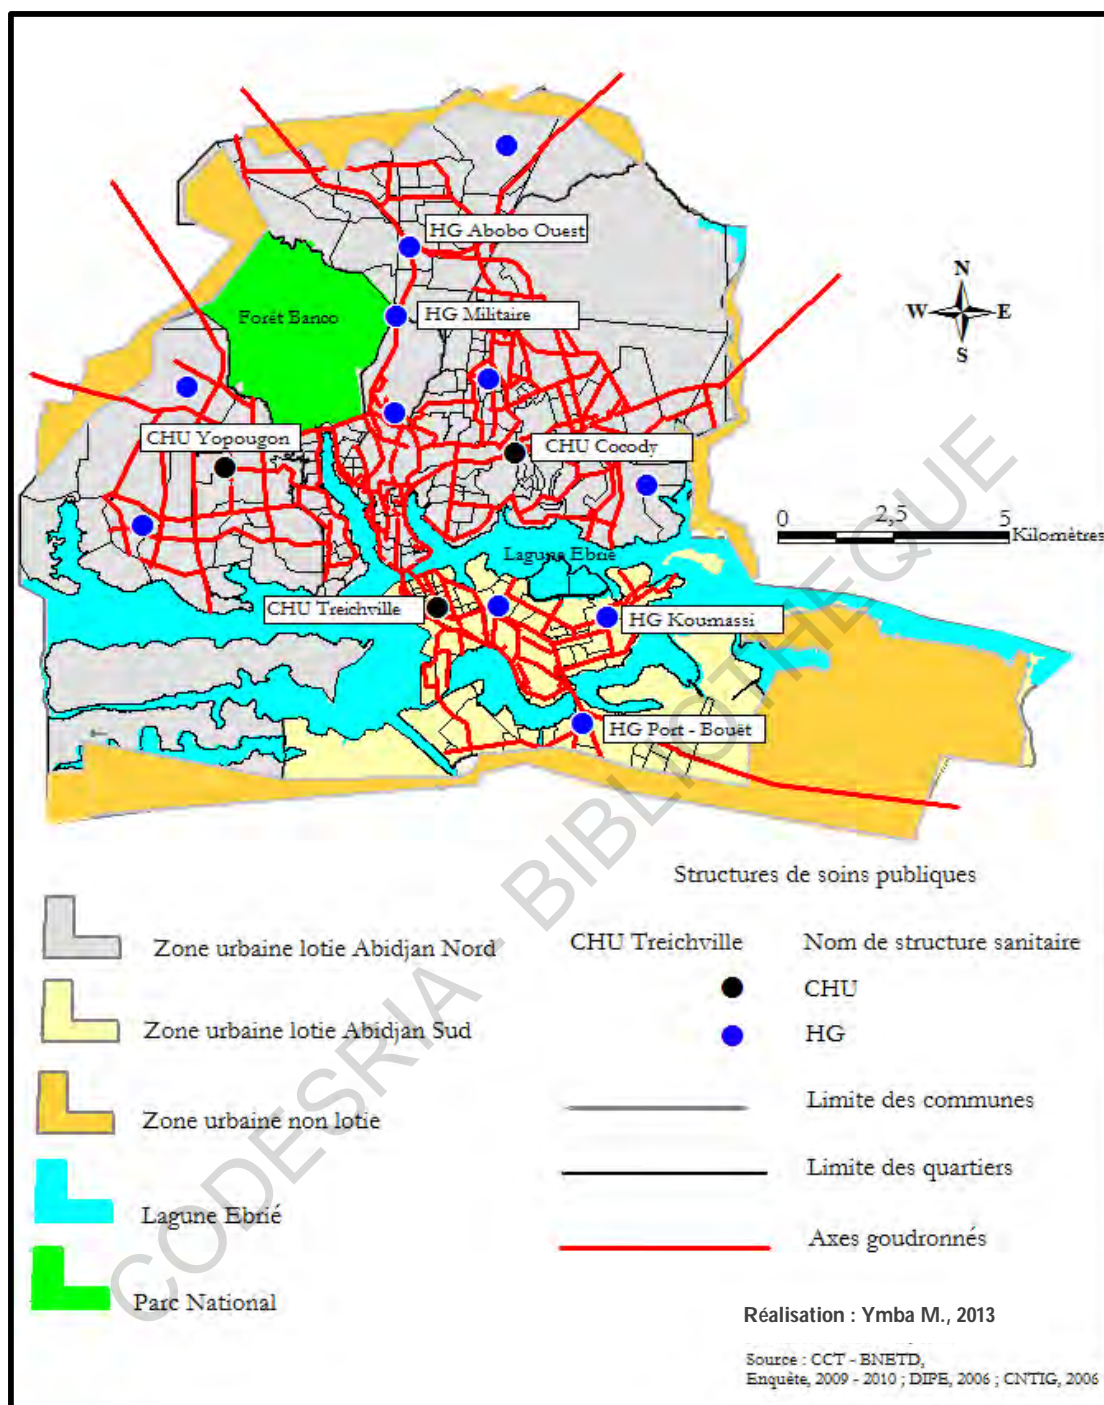 HG Abobo Ouest
N
Forêt Banco
HG Militaire
W
E
S
CHU Yopougon
CHU Cocody
0
2,5
5
Kilomètres
Lagune Ebrié
CHU Treichville
HG Koumassi
HG Port - Bouët
Structures de soins publiques
Zone urbaine lotie Abidjan Nord
CHU Treichville
Nom de structure sanitaire
CHU
Zone urbaine lotie Abidjan Sud
HG
Zone urbaine non lotie
Limite des communes
Limite des quartiers
Lagune Ebrié
Axes goudronnés
Parc National
Réalisation : Ymba M., 2013
Source : CCT - BNETD,
Enquête, 2009 - 2010 ; DIPE, 2006 ; CNTIG, 2006
CODESRIA - BIBLIOTHEQUE